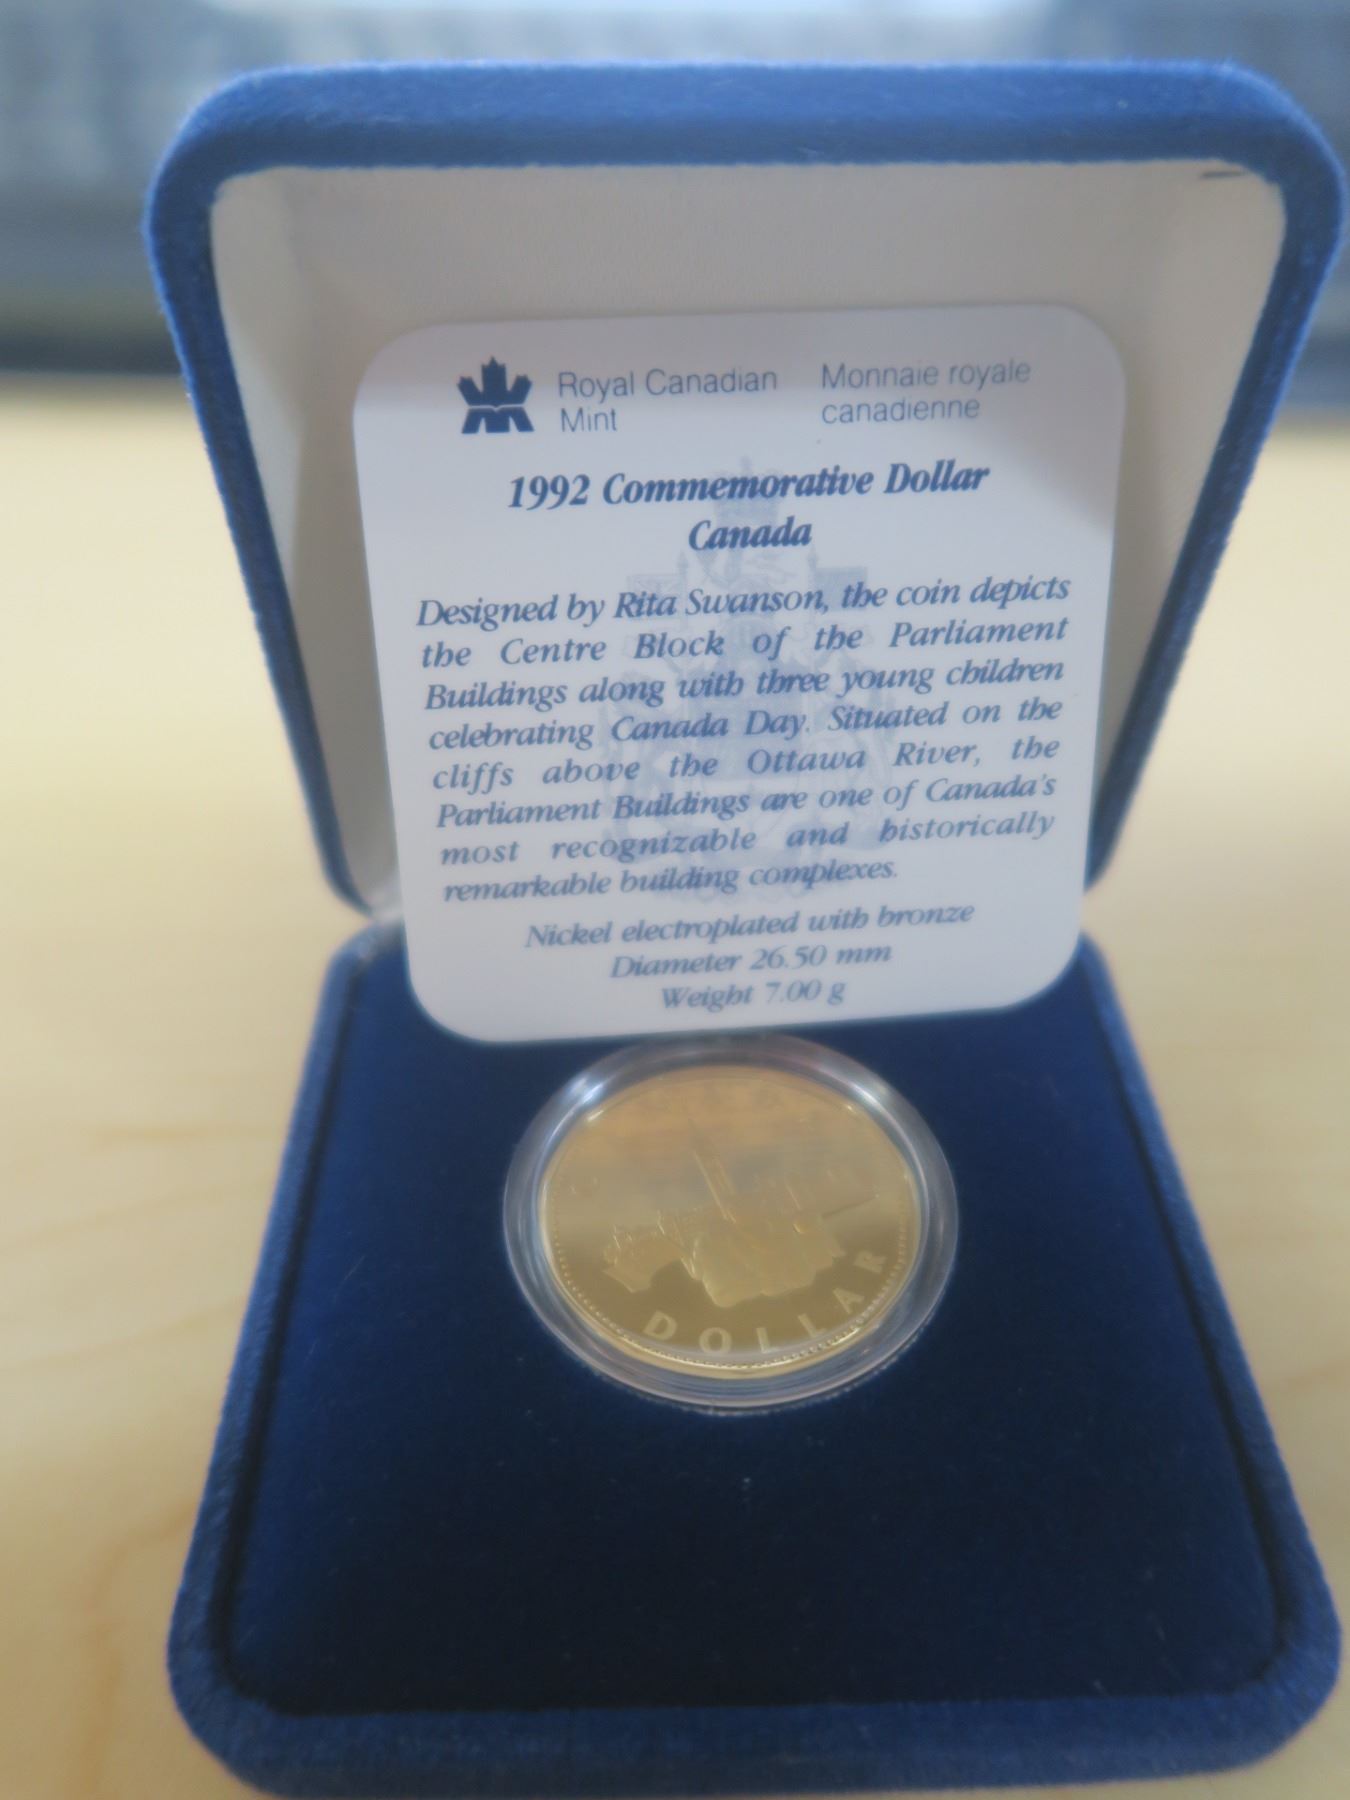 Royal Canadian Mint
Monnaie royale canadienne
1992 Commemorative Dollar
Canada
Designed by Rita Swanson, the coin depicts
the Centre Block of the Parliament
Buildings along with three young children
celebrating Canada Day. Situated on the
cliffs above the Ottawa River, the
Parliament Buildings are one of Canada's
most recognizable and historically
remarkable building complexes.
Nickel electroplated with bronze
Diameter 26.50 mm
Weight 7.00 g
DOLLAR